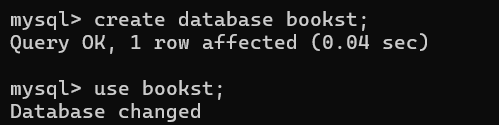 mysql> create database bookst;
Query OK, 1 row affected (0.04 sec)
mysql> use bookst;
Database changed